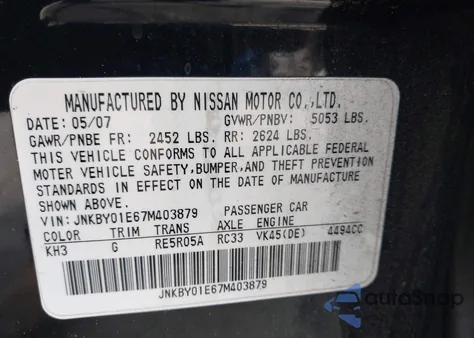 MANUFACTURED BY NISSAN MOTOR CO.,LTD.
DATE: 05/07 GVWR/PNBV: 5053 LBS.
GAWR/PNBE FR: 2452 LBS. RR: 2624 LBS.
THIS VEHICLE CONFORMS TO ALL APPLICABLE FEDERAL
MOTOR VEHICLE SAFETY,BUMPER,AND THEFT PREVENTION
STANDARDS IN EFFECT ON THE DATE OF MANUFACTURE
SHOWN ABOVE.
VIN: JNKBY01E67M403879 PASSENGER CAR
COLOR TRIM TRANS AXLE ENGINE
KH3 G RE5R05A RC33 VK45(DE) 4494CC
JNKBY01E67M403879
autoSnap